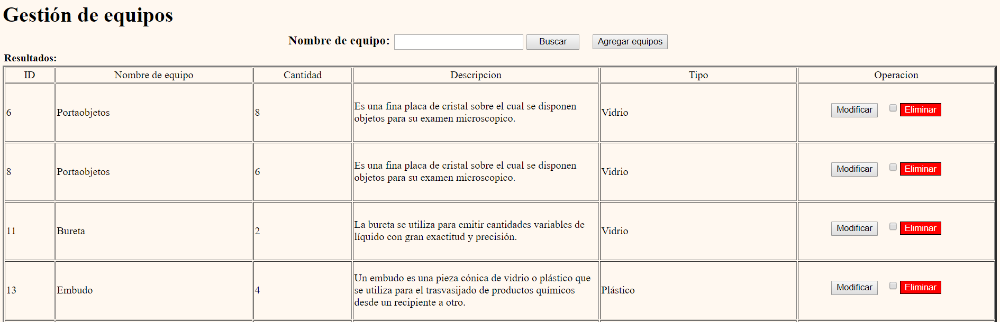 Gestión de equipos
Nombre de equipo: Buscar Agregar equipos
Resultados:
ID Nombre de equipo Cantidad Descripcion Tipo Operacion
6 Portaobjetos 8 Es una fina placa de cristal sobre el cual se disponen
objetos para su examen microscopico. Vidrio Modificar Eliminar
8 Portaobjetos 6 Es una fina placa de cristal sobre el cual se disponen
objetos para su examen microscopico. Vidrio Modificar Eliminar
11 Bureta 2 La bureta se utiliza para emitir cantidades variables de
líquido con gran exactitud y precisión. Vidrio Modificar Eliminar
13 Embudo 4 Un embudo es una pieza cónica de vidrio o plástico que
se utiliza para el trasvasijado de productos químicos
desde un recipiente a otro. Plástico Modificar Eliminar